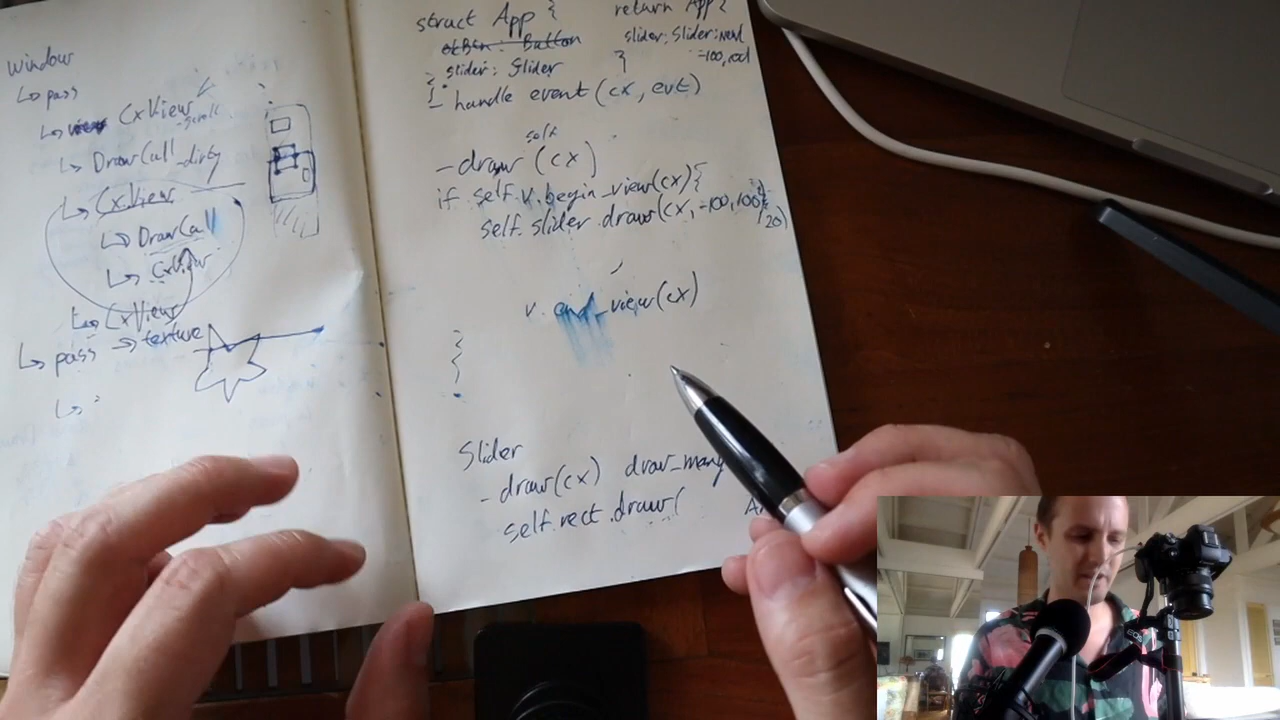 window
↳ pass
↳ CxView
scroll
↳ DrawCall dirty
↳ CxView
↳ DrawCall
↳ CxView
↳ CxView
↳ pass → texture
↳
struct App {
slider: Slider
}
return App {
slider: Slider::new(
-100,100)
}
- handle event (cx, evt)
self
- draw (cx)
if self.v.begin_view(cx){
self.slider.draw(cx, -100,100,
20)
v. end_view(cx)
}
Slider
- draw(cx) draw_many
self.rect.draw(